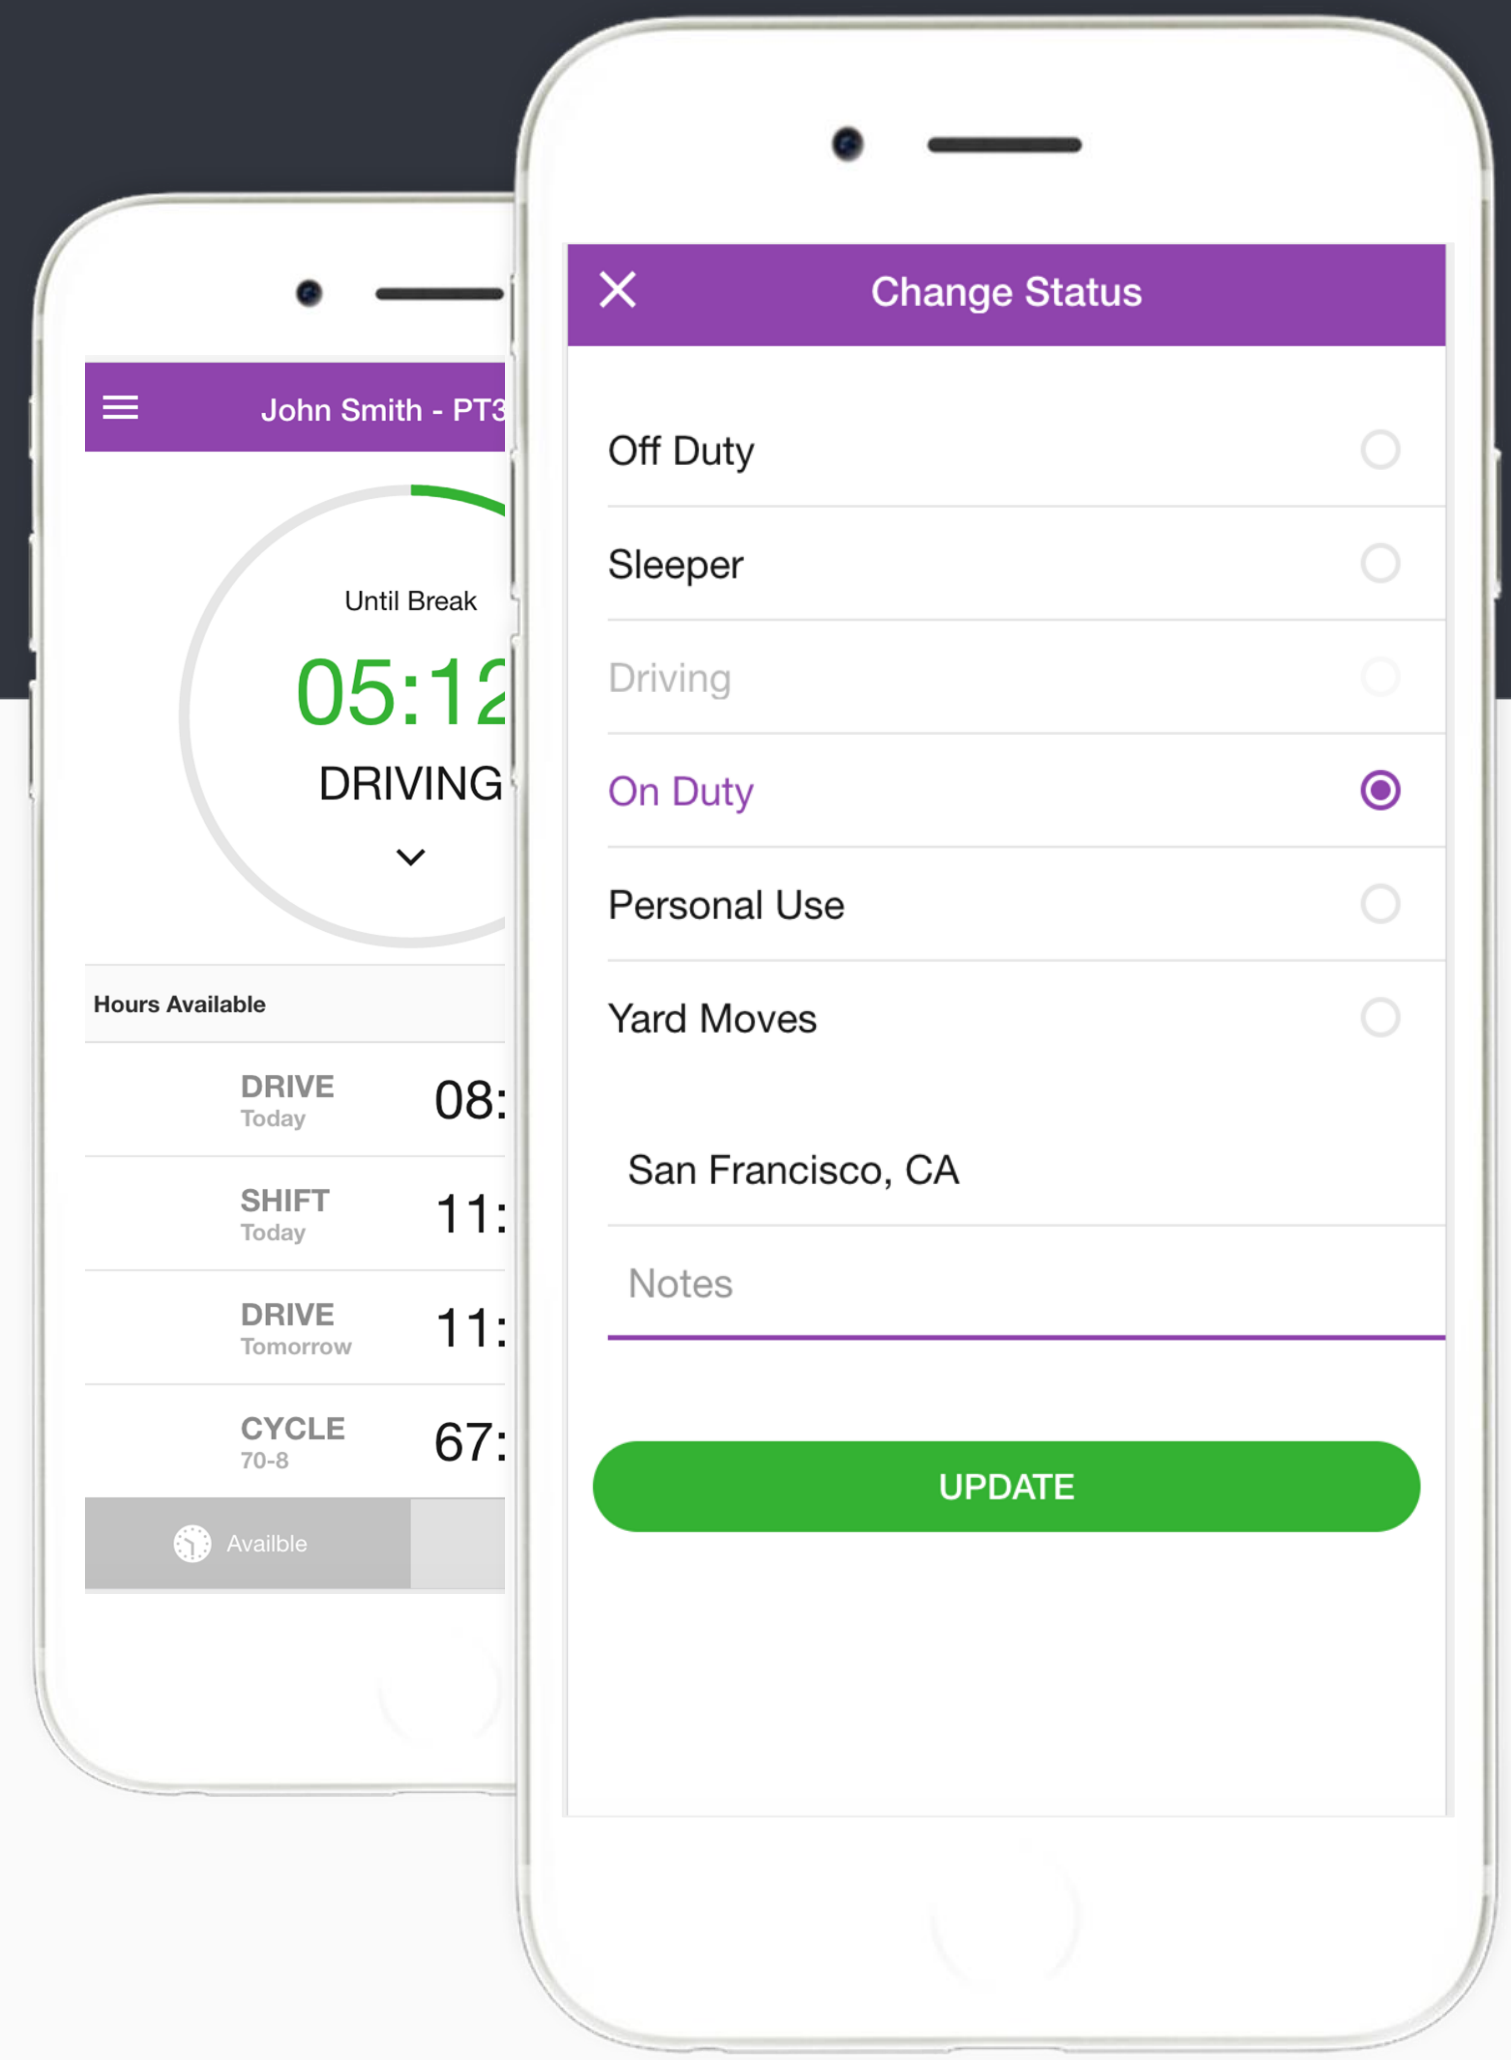 John Smith - PT3
Until Break
05:12
DRIVING
Hours Available
DRIVE
Today
08:
SHIFT
Today
11:
DRIVE
Tomorrow
11:
CYCLE
70-8
67:
Availble
Change Status
Off Duty
Sleeper
Driving
On Duty
Personal Use
Yard Moves
San Francisco, CA
Notes
UPDATE